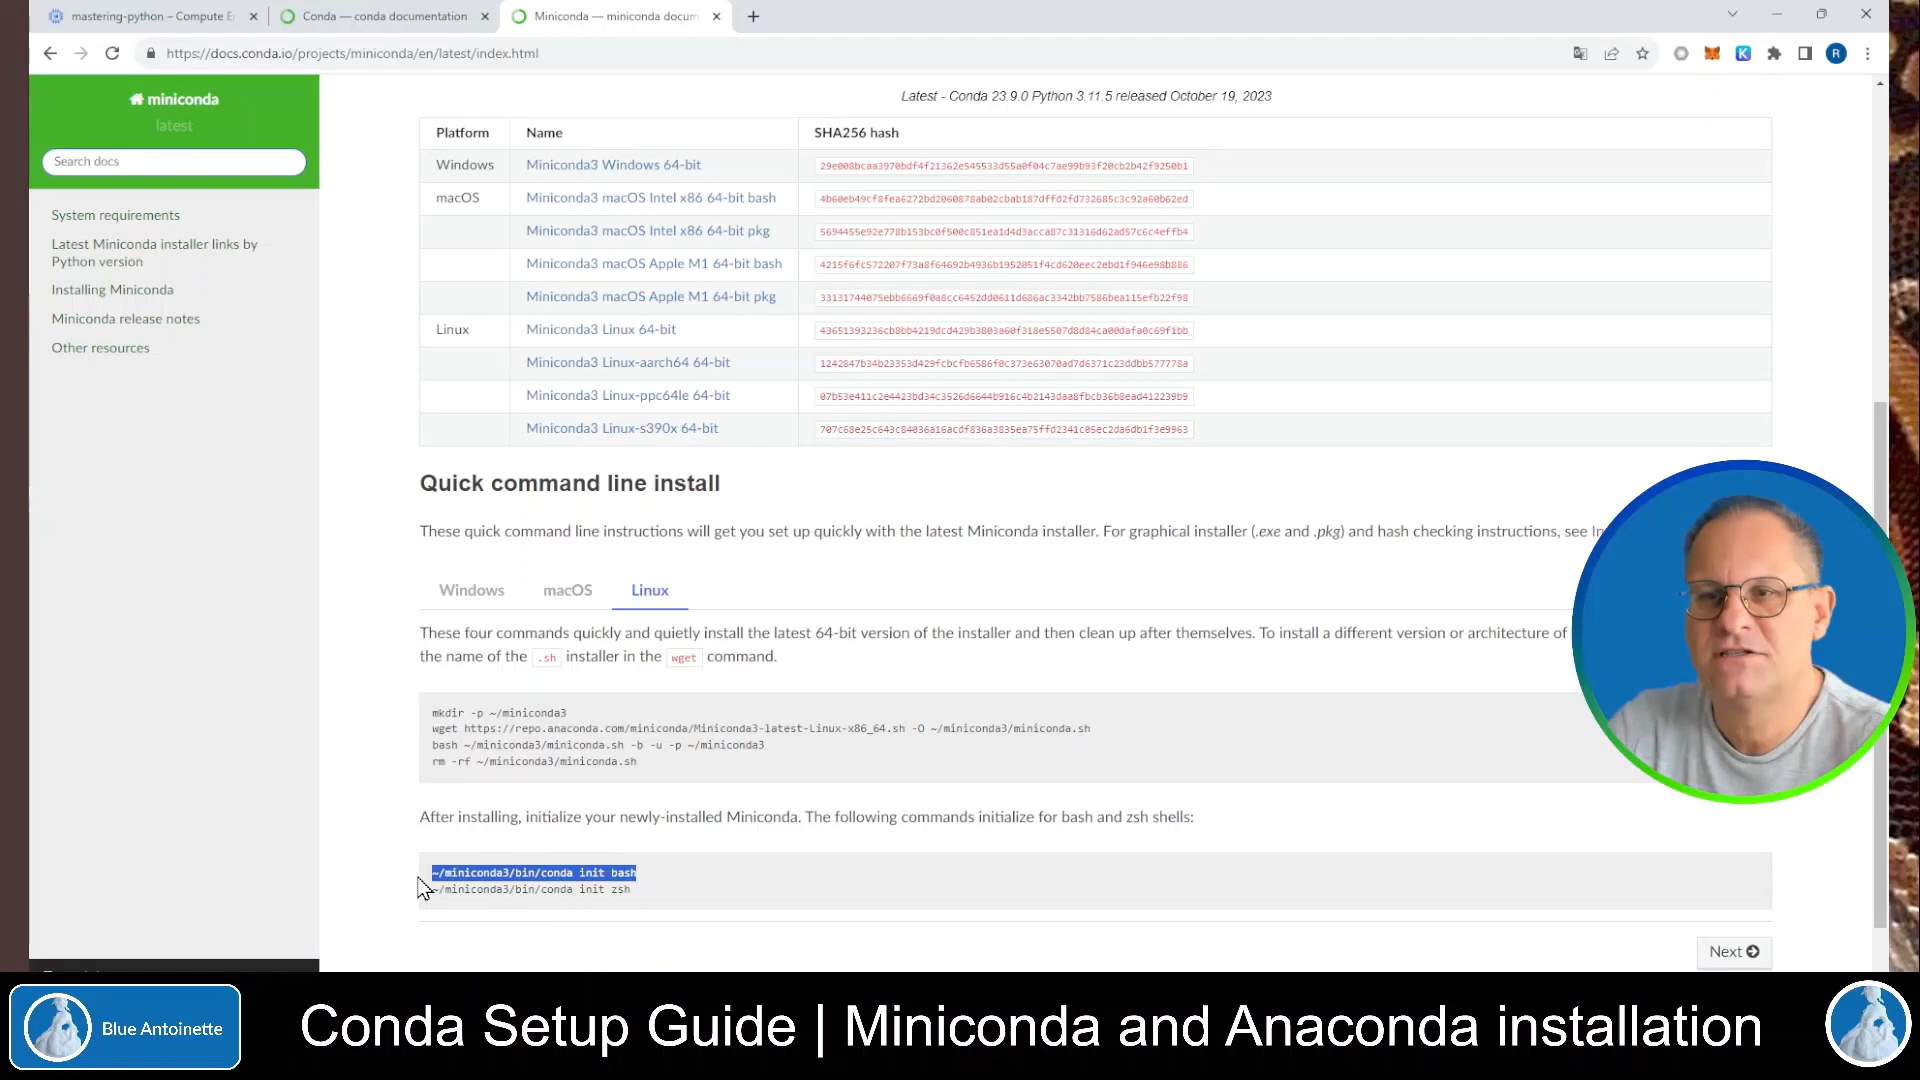 mastering-python – Compute E
Conda — conda documentation
Miniconda — miniconda docum
https://docs.conda.io/projects/miniconda/en/latest/index.html
K
R
miniconda
latest
Search docs
System requirements
Latest Miniconda installer links by
Python version
Installing Miniconda
Miniconda release notes
Other resources
Latest - Conda 23.9.0 Python 3.11.5 released October 19, 2023
Platform Name SHA256 hash
Windows Miniconda3 Windows 64-bit 29e008bcaa3970bdf4f21362e545533d55a0f04c7ae99b93f20cb2b42f9250b1
macOS Miniconda3 macOS Intel x86 64-bit bash 4b60eb49cf8fea6272bd2060878ab02cbab187dffd2fd732685c3c92a60b62ed
Miniconda3 macOS Intel x86 64-bit pkg 5694455e92e778b153bc0f500c851ea1d4d3acca87c31316d62ad57c6c4effb4
Miniconda3 macOS Apple M1 64-bit bash 4215f6fc572207f73a8f64692b4936b1952051f4cd620eec2ebd1f946e98b886
Miniconda3 macOS Apple M1 64-bit pkg 33131744075ebb6669f0a8cc6452dd0611d686ac3342bb7586bea115efb22f98
Linux Miniconda3 Linux 64-bit 43651393236cb8bb4219dcd429b3803a60f318e5507d8d84ca00dafa0c69f1bb
Miniconda3 Linux-aarch64 64-bit 1242847b34b23353d429fcbcfb6586f0c373e63070ad7d6371c23ddbb577778a
Miniconda3 Linux-ppc64le 64-bit 07b53e411c2e4423bd34c3526d6644b916c4b2143daa8fbcb36b8ead412239b9
Miniconda3 Linux-s390x 64-bit 707c68e25c643c84036a16acdf836a3835ea75ffd2341c05ec2da6db1f3e9963
Quick command line install
These quick command line instructions will get you set up quickly with the latest Miniconda installer. For graphical installer (.exe and .pkg) and hash checking instructions, see In
Windows macOS Linux
These four commands quickly and quietly install the latest 64-bit version of the installer and then clean up after themselves. To install a different version or architecture of
the name of the .sh installer in the wget command.
mkdir -p ~/miniconda3
wget https://repo.anaconda.com/miniconda/Miniconda3-latest-Linux-x86_64.sh -O ~/miniconda3/miniconda.sh
bash ~/miniconda3/miniconda.sh -b -u -p ~/miniconda3
rm -rf ~/miniconda3/miniconda.sh
After installing, initialize your newly-installed Miniconda. The following commands initialize for bash and zsh shells:
~/miniconda3/bin/conda init bash
~/miniconda3/bin/conda init zsh
Next
Blue Antoinette
Conda Setup Guide | Miniconda and Anaconda installation